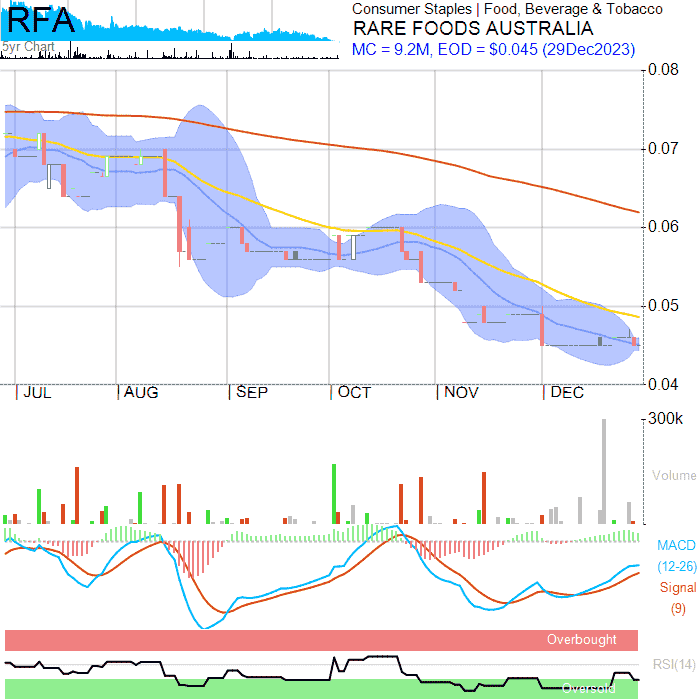 RFA
5yr Chart
Consumer Staples | Food, Beverage & Tobacco
RARE FOODS AUSTRALIA
MC = 9.2M, EOD = $0.045 (29Dec2023)
0.08
0.07
0.06
0.05
0.04
JUL AUG SEP OCT NOV DEC
300k
Volume
MACD
(12-26)
Signal
(9)
Overbought
RSI(14)
Oversold